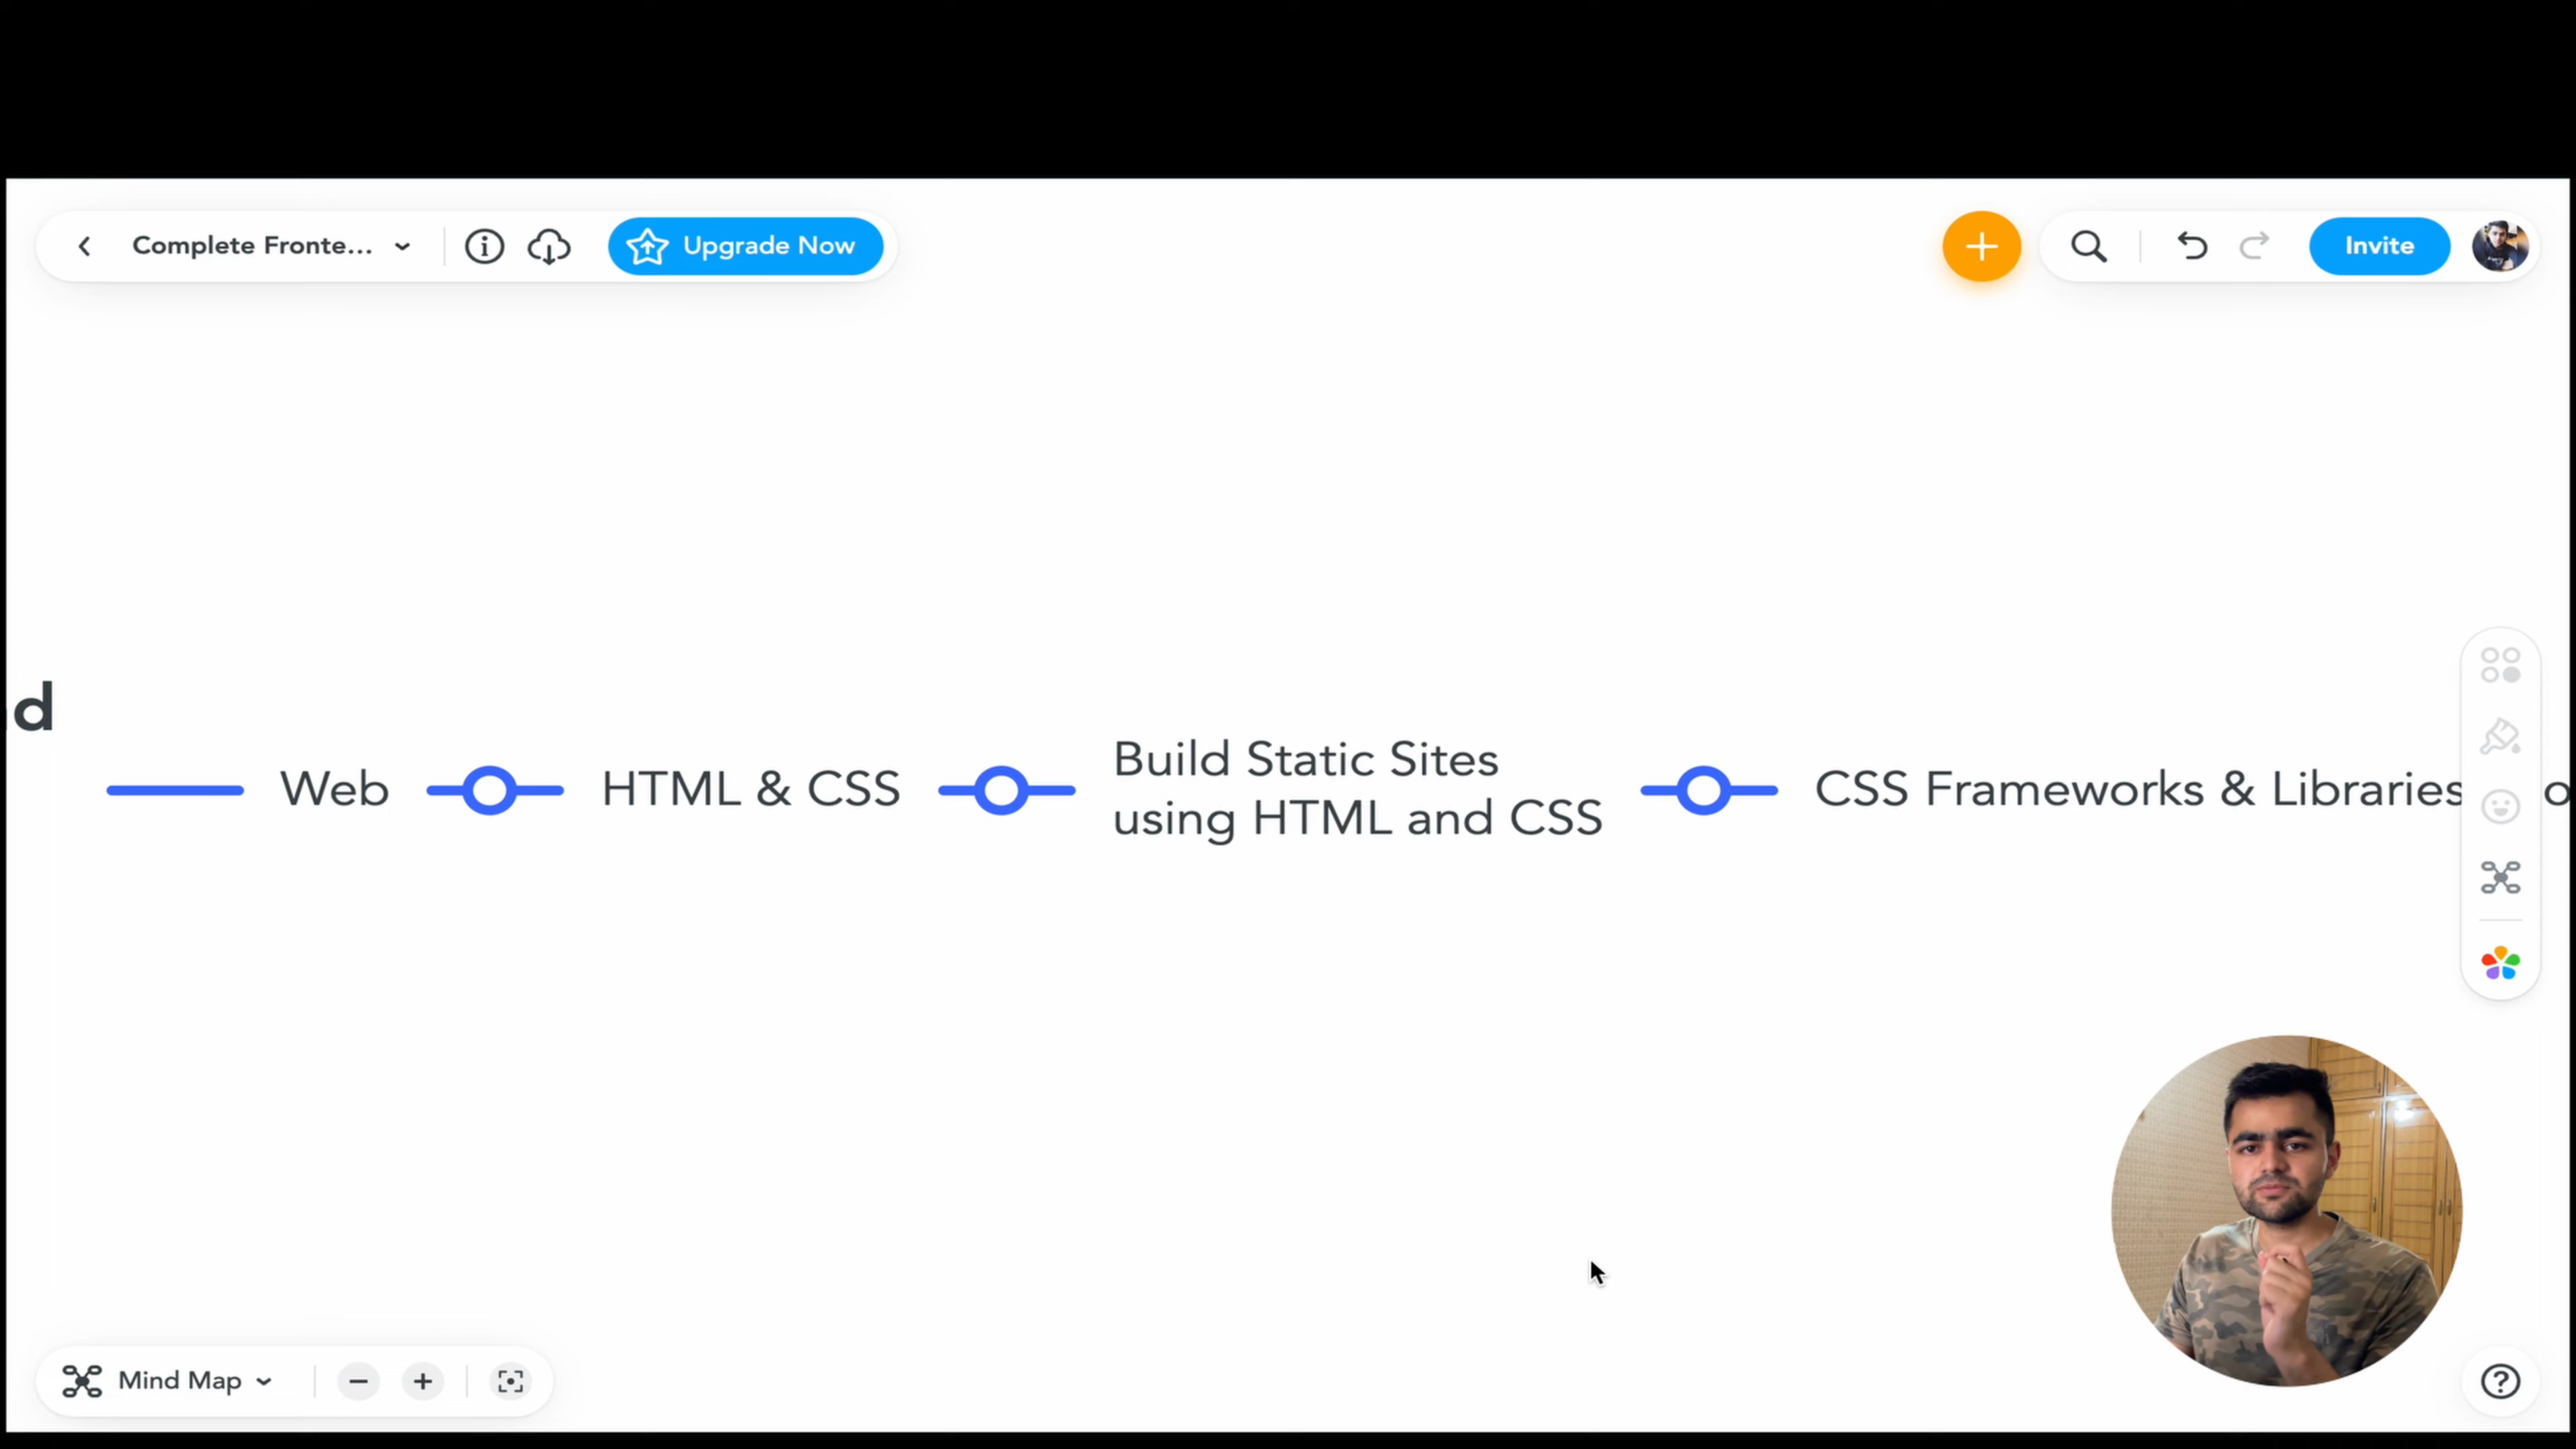 Complete Fronte...
Upgrade Now
Invite
d
Web
HTML & CSS
Build Static Sites
using HTML and CSS
CSS Frameworks & Libraries
Mind Map